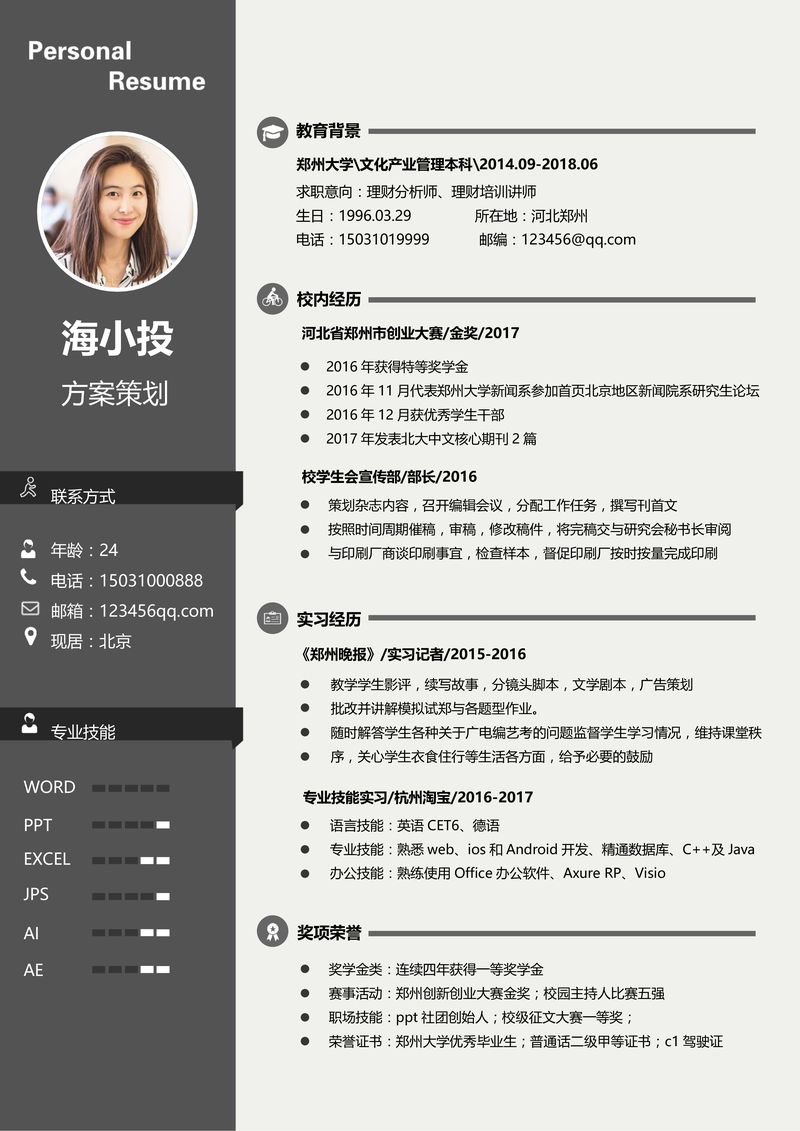 Personal
Resume
海小投
方案策划
联系方式
年龄：24
电话：15031000888
邮箱：123456qq.com
现居：北京
专业技能
WORD
PPT
EXCEL
JPS
AI
AE
教育背景
郑州大学\文化产业管理本科\2014.09-2018.06
求职意向：理财分析师、理财培训讲师
生日：1996.03.29 所在地：河北郑州
电话：15031019999 邮编：123456@qq.com
校内经历
河北省郑州市创业大赛/金奖/2017
2016 年获得特等奖学金
2016 年 11 月代表郑州大学新闻系参加首页北京地区新闻院系研究生论坛
2016 年 12 月获优秀学生干部
2017 年发表北大中文核心期刊 2 篇
校学生会宣传部/部长/2016
策划杂志内容，召开编辑会议，分配工作任务，撰写刊首文
按照时间周期催稿，审稿，修改稿件，将完稿交与研究会秘书长审阅
与印刷厂商谈印刷事宜，检查样本，督促印刷厂按时按量完成印刷
实习经历
《郑州晚报》/实习记者/2015-2016
教学学生影评，续写故事，分镜头脚本，文学剧本，广告策划
批改并讲解模拟试郑与各题型作业。
随时解答学生各种关于广电编艺考的问题监督学生学习情况，维持课堂秩
序，关心学生衣食住行等生活各方面，给予必要的鼓励
专业技能实习/杭州淘宝/2016-2017
语言技能：英语 CET6、德语
专业技能：熟悉 web、ios 和 Android 开发、精通数据库、C++及 Java
办公技能：熟练使用 Office 办公软件、Axure RP、Visio
奖项荣誉
奖学金类：连续四年获得一等奖学金
赛事活动：郑州创新创业大赛金奖；校园主持人比赛五强
职场技能：ppt 社团创始人；校级征文大赛一等奖；
荣誉证书：郑州大学优秀毕业生；普通话二级甲等证书；c1 驾驶证